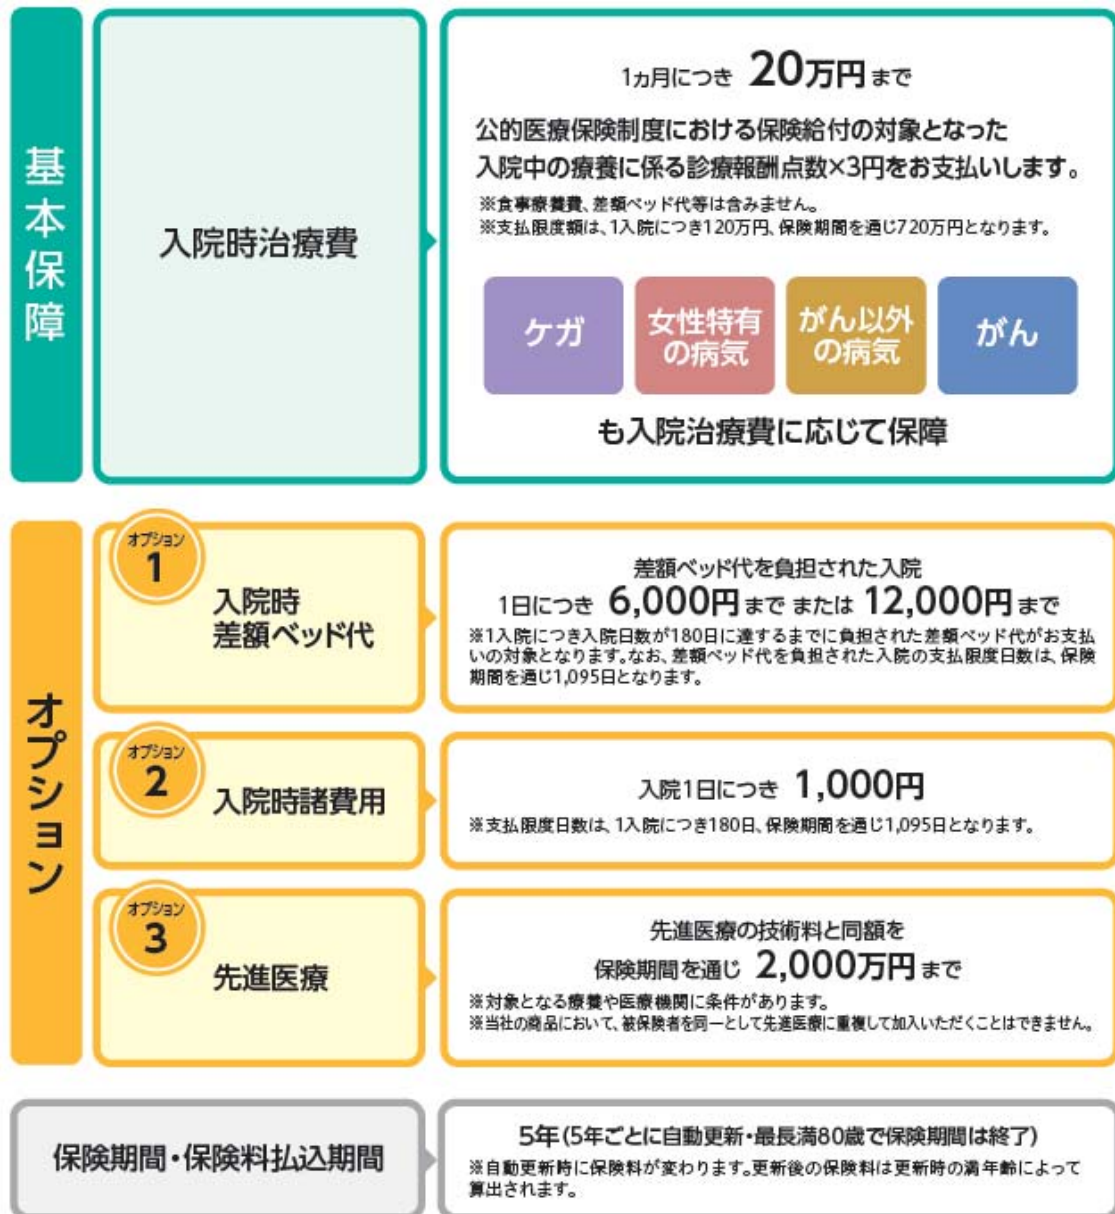 基本保障
入院時治療費
1ヵ月につき 20万円 まで
公的医療保険制度における保険給付の対象となった
入院中の療養に係る診療報酬点数×3円をお支払いします。
※食事療養費、差額ベッド代等は含みません。
※支払限度額は、1入院につき120万円、保険期間を通じ720万円となります。
ケガ
女性特有
の病気
がん以外
の病気
がん
も入院治療費に応じて保障
オプション
オプション
1
入院時
差額ベッド代
差額ベッド代を負担された入院
1日につき 6,000円 まで または 12,000円 まで
※1入院につき入院日数が180日に達するまでに負担された差額ベッド代がお支払
いの対象となります。なお、差額ベッド代を負担された入院の支払限度日数は、保険
期間を通じ1,095日となります。
オプション
2
入院時諸費用
入院1日につき 1,000円
※支払限度日数は、1入院につき180日、保険期間を通じ1,095日となります。
オプション
3
先進医療
先進医療の技術料と同額を
保険期間を通じ 2,000万円 まで
※対象となる療養や医療機関に条件があります。
※当社の商品において、被保険者を同一として先進医療に重複して加入いただくことはできません。
保険期間・保険料払込期間
5年(5年ごとに自動更新・最長満80歳で保険期間は終了)
※自動更新時に保険料が変わります。更新後の保険料は更新時の満年齢によって
算出されます。